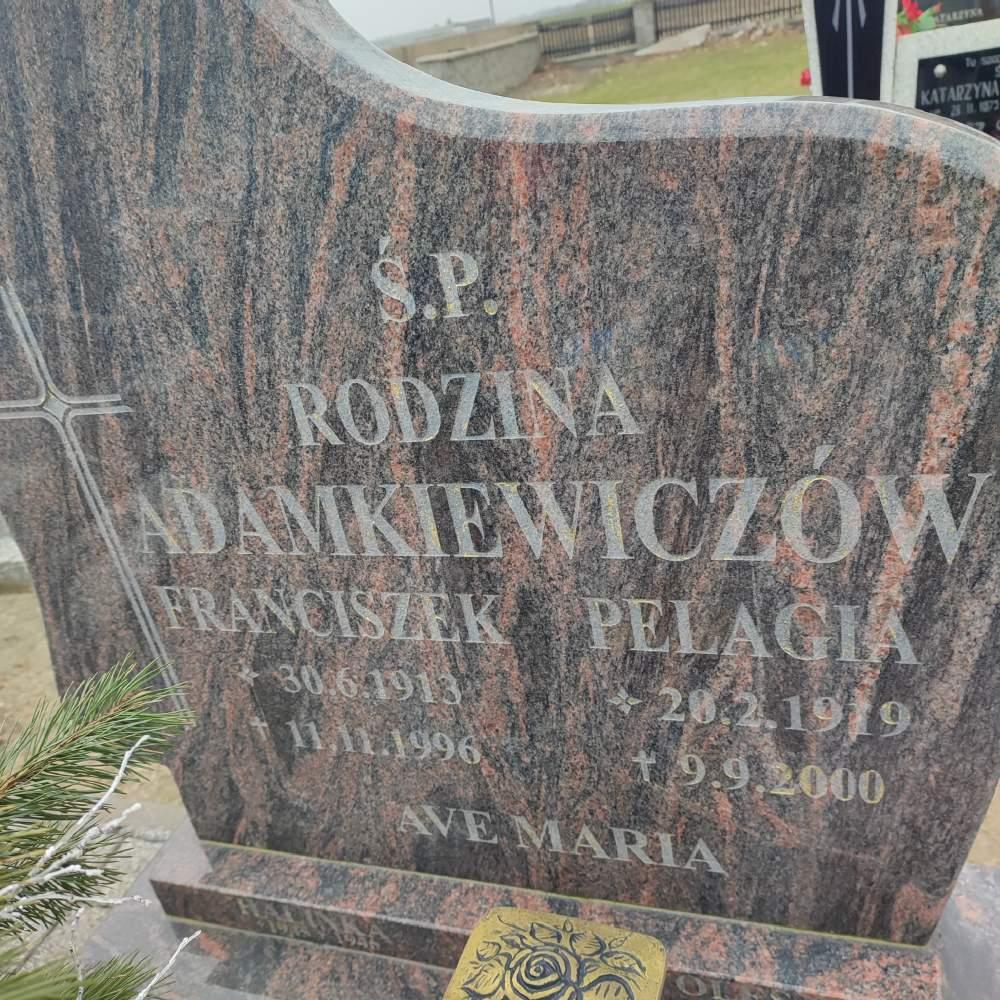 KATARZYNA
KATARZYNA
Ś.P.
RODZINA
ADAMKIEWICZÓW
FRANCISZEK PELAGIA
30.6.1913 20.2.1919
† 11.11.1996 † 9.9.2000
AVE MARIA